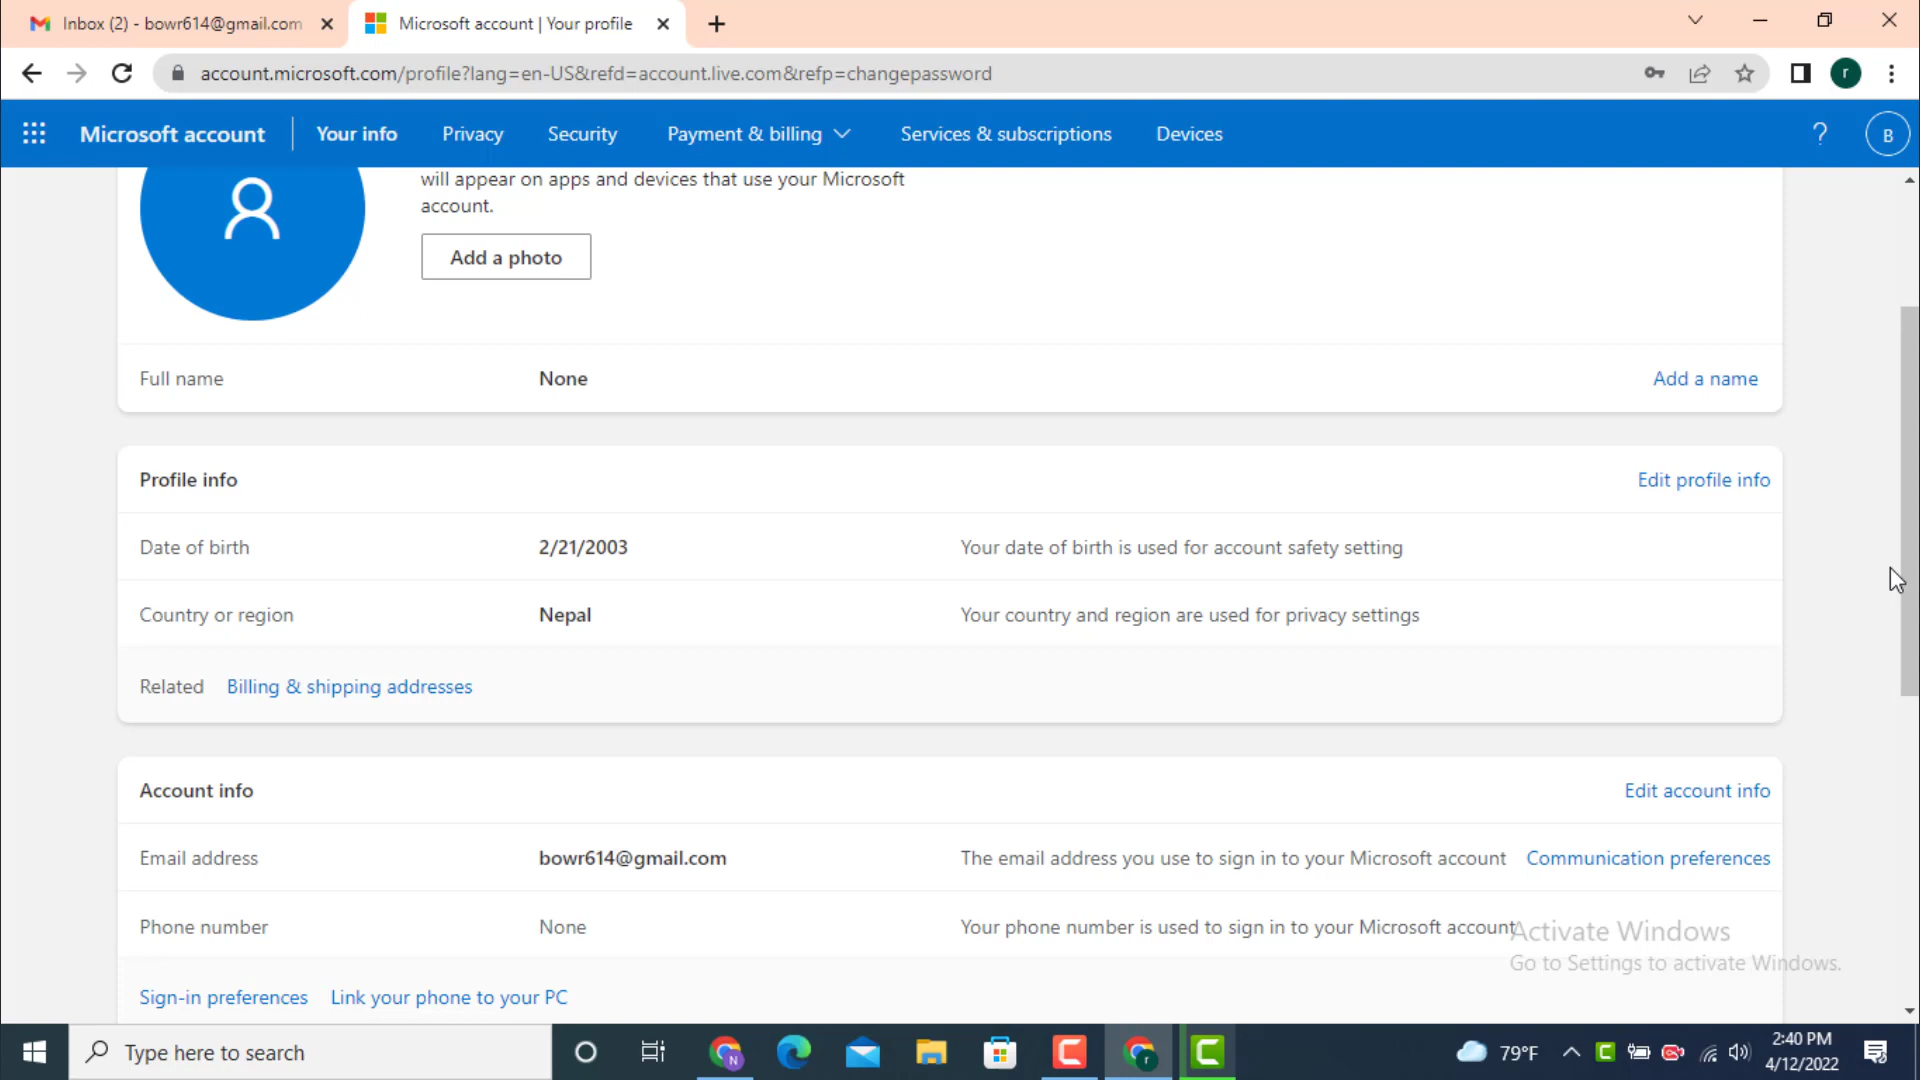 Inbox (2) - bowr614@gmail.com
Microsoft account | Your profile
account.microsoft.com/profile?lang=en-US&refd=account.live.com&refp=changepassword
r
Microsoft account
Your info
Privacy
Security
Payment & billing
Services & subscriptions
Devices
?
B
will appear on apps and devices that use your Microsoft
account.
Add a photo
Full name
None
Add a name
Profile info
Edit profile info
Date of birth
2/21/2003
Your date of birth is used for account safety setting
Country or region
Nepal
Your country and region are used for privacy settings
Related
Billing & shipping addresses
Account info
Edit account info
Email address
bowr614@gmail.com
The email address you use to sign in to your Microsoft account
Communication preferences
Phone number
None
Your phone number is used to sign in to your Microsoft account
Activate Windows
Go to Settings to activate Windows.
Sign-in preferences
Link your phone to your PC
Type here to search
N
r
79°F
2:40 PM
4/12/2022